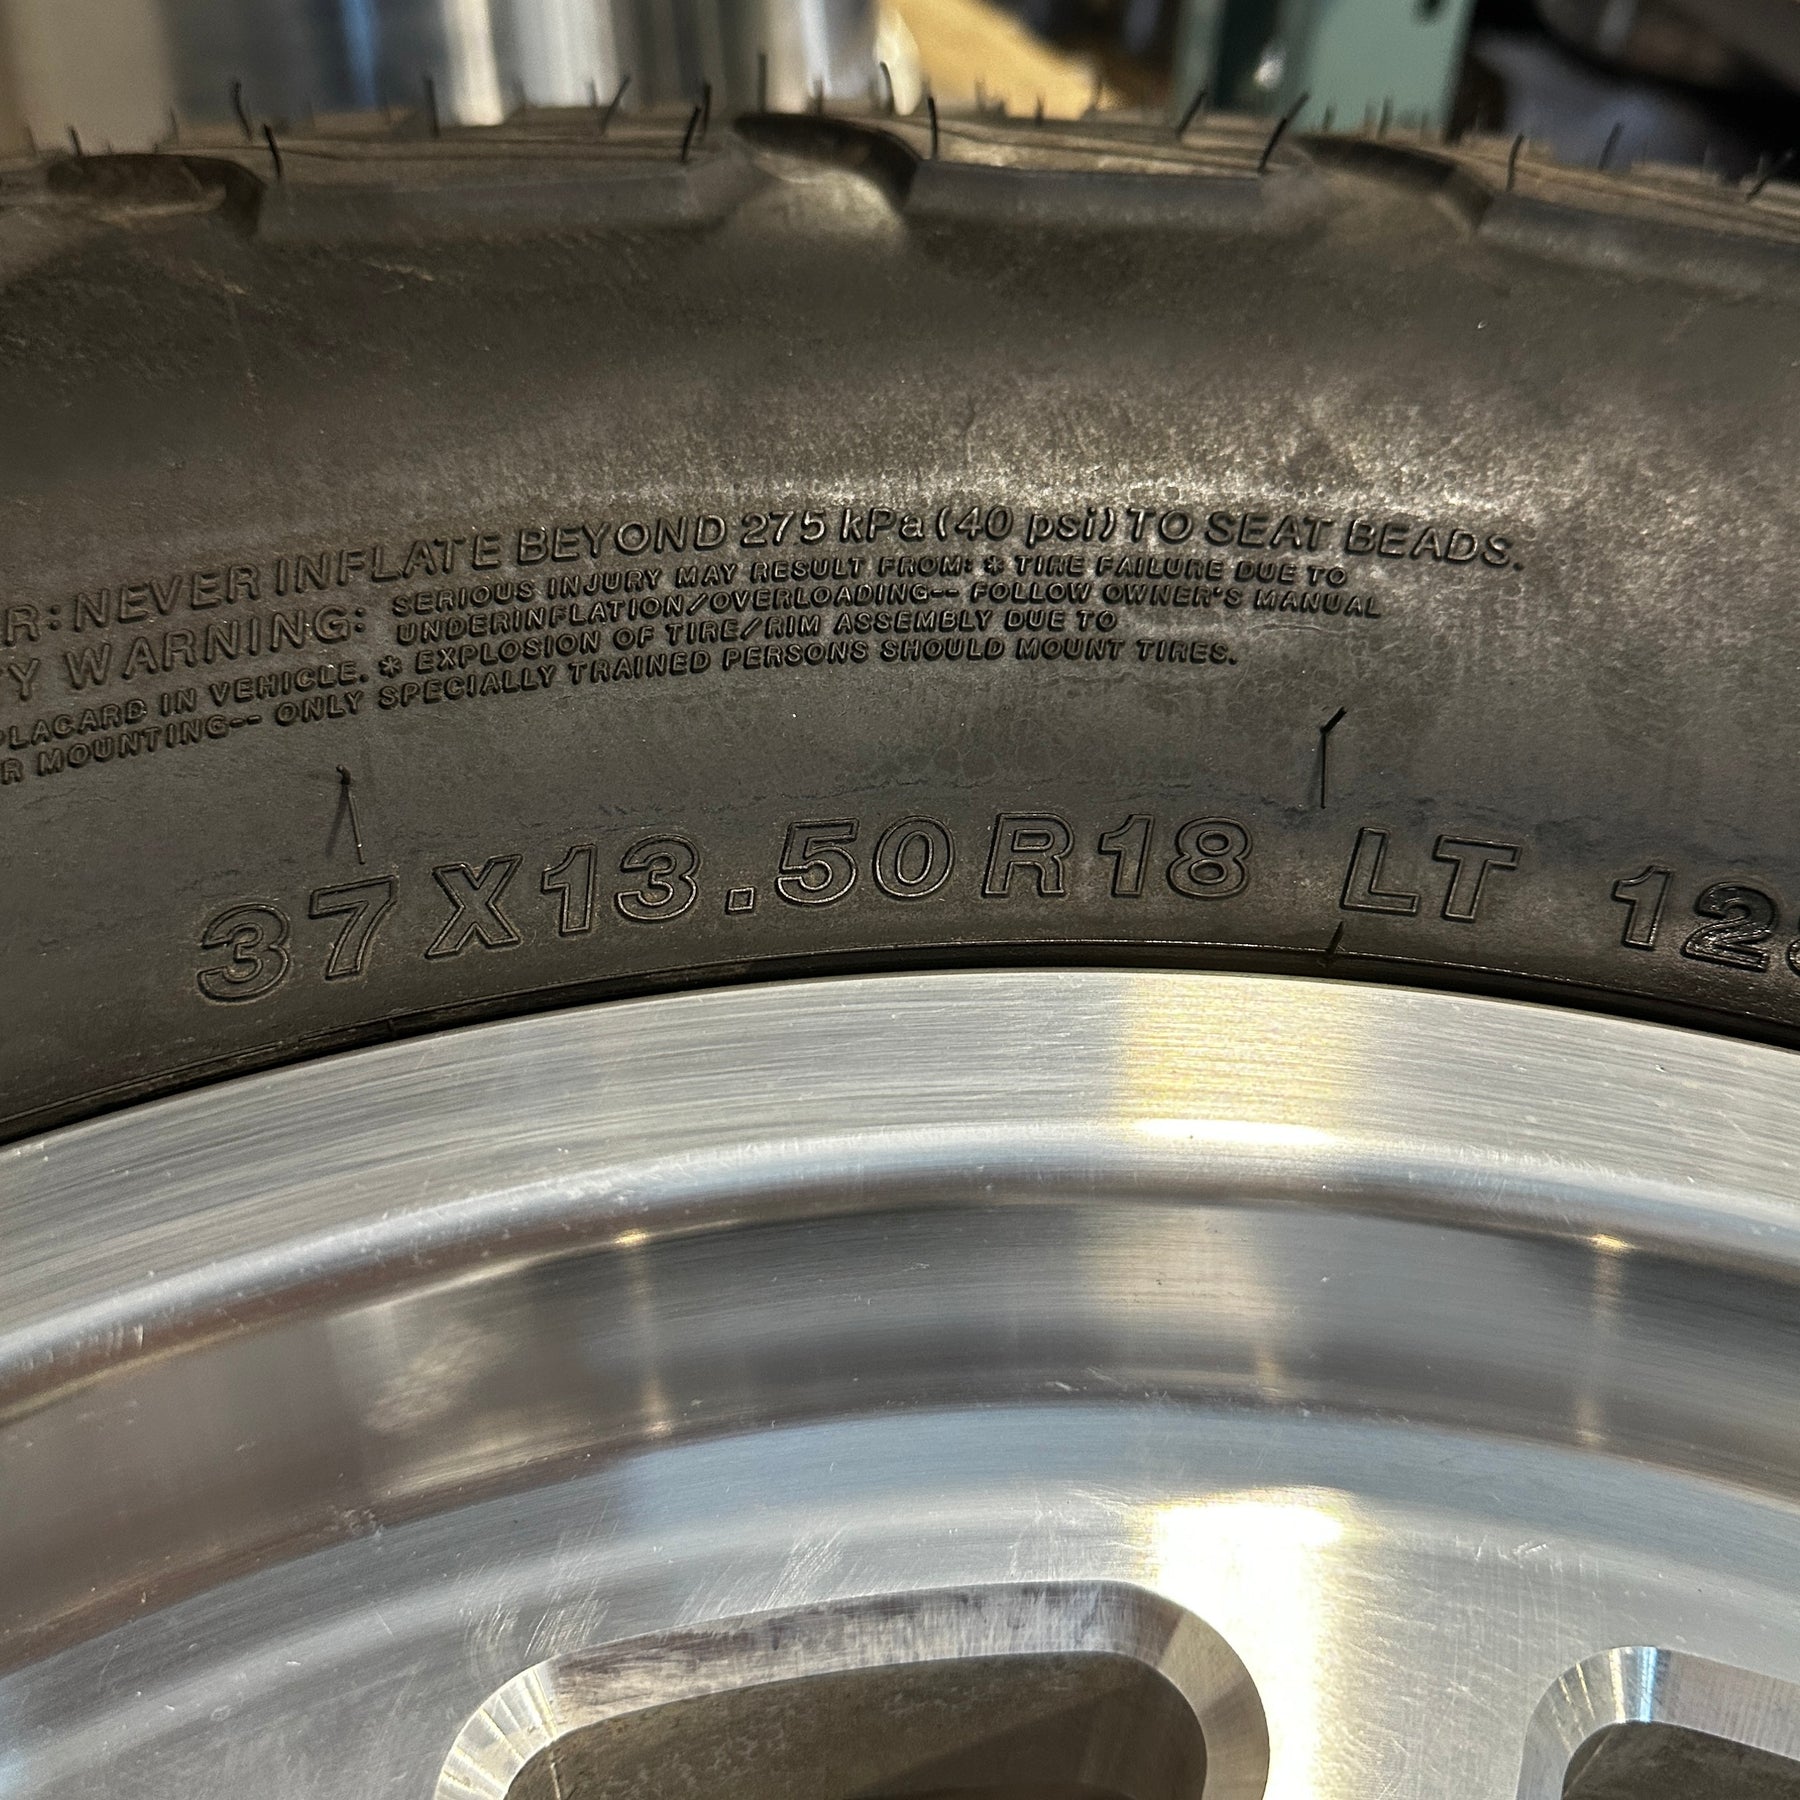 R: NEVER INFLATE BEYOND 275 kPa (40 psi) TO SEAT BEADS.
Y WARNING: SERIOUS INJURY MAY RESULT FROM: * TIRE FAILURE DUE TO
UNDERINFLATION/OVERLOADING-- FOLLOW OWNER'S MANUAL
PLACARD IN VEHICLE. * EXPLOSION OF TIRE/RIM ASSEMBLY DUE TO
R MOUNTING-- ONLY SPECIALLY TRAINED PERSONS SHOULD MOUNT TIRES.
37X13.50R18 LT 12